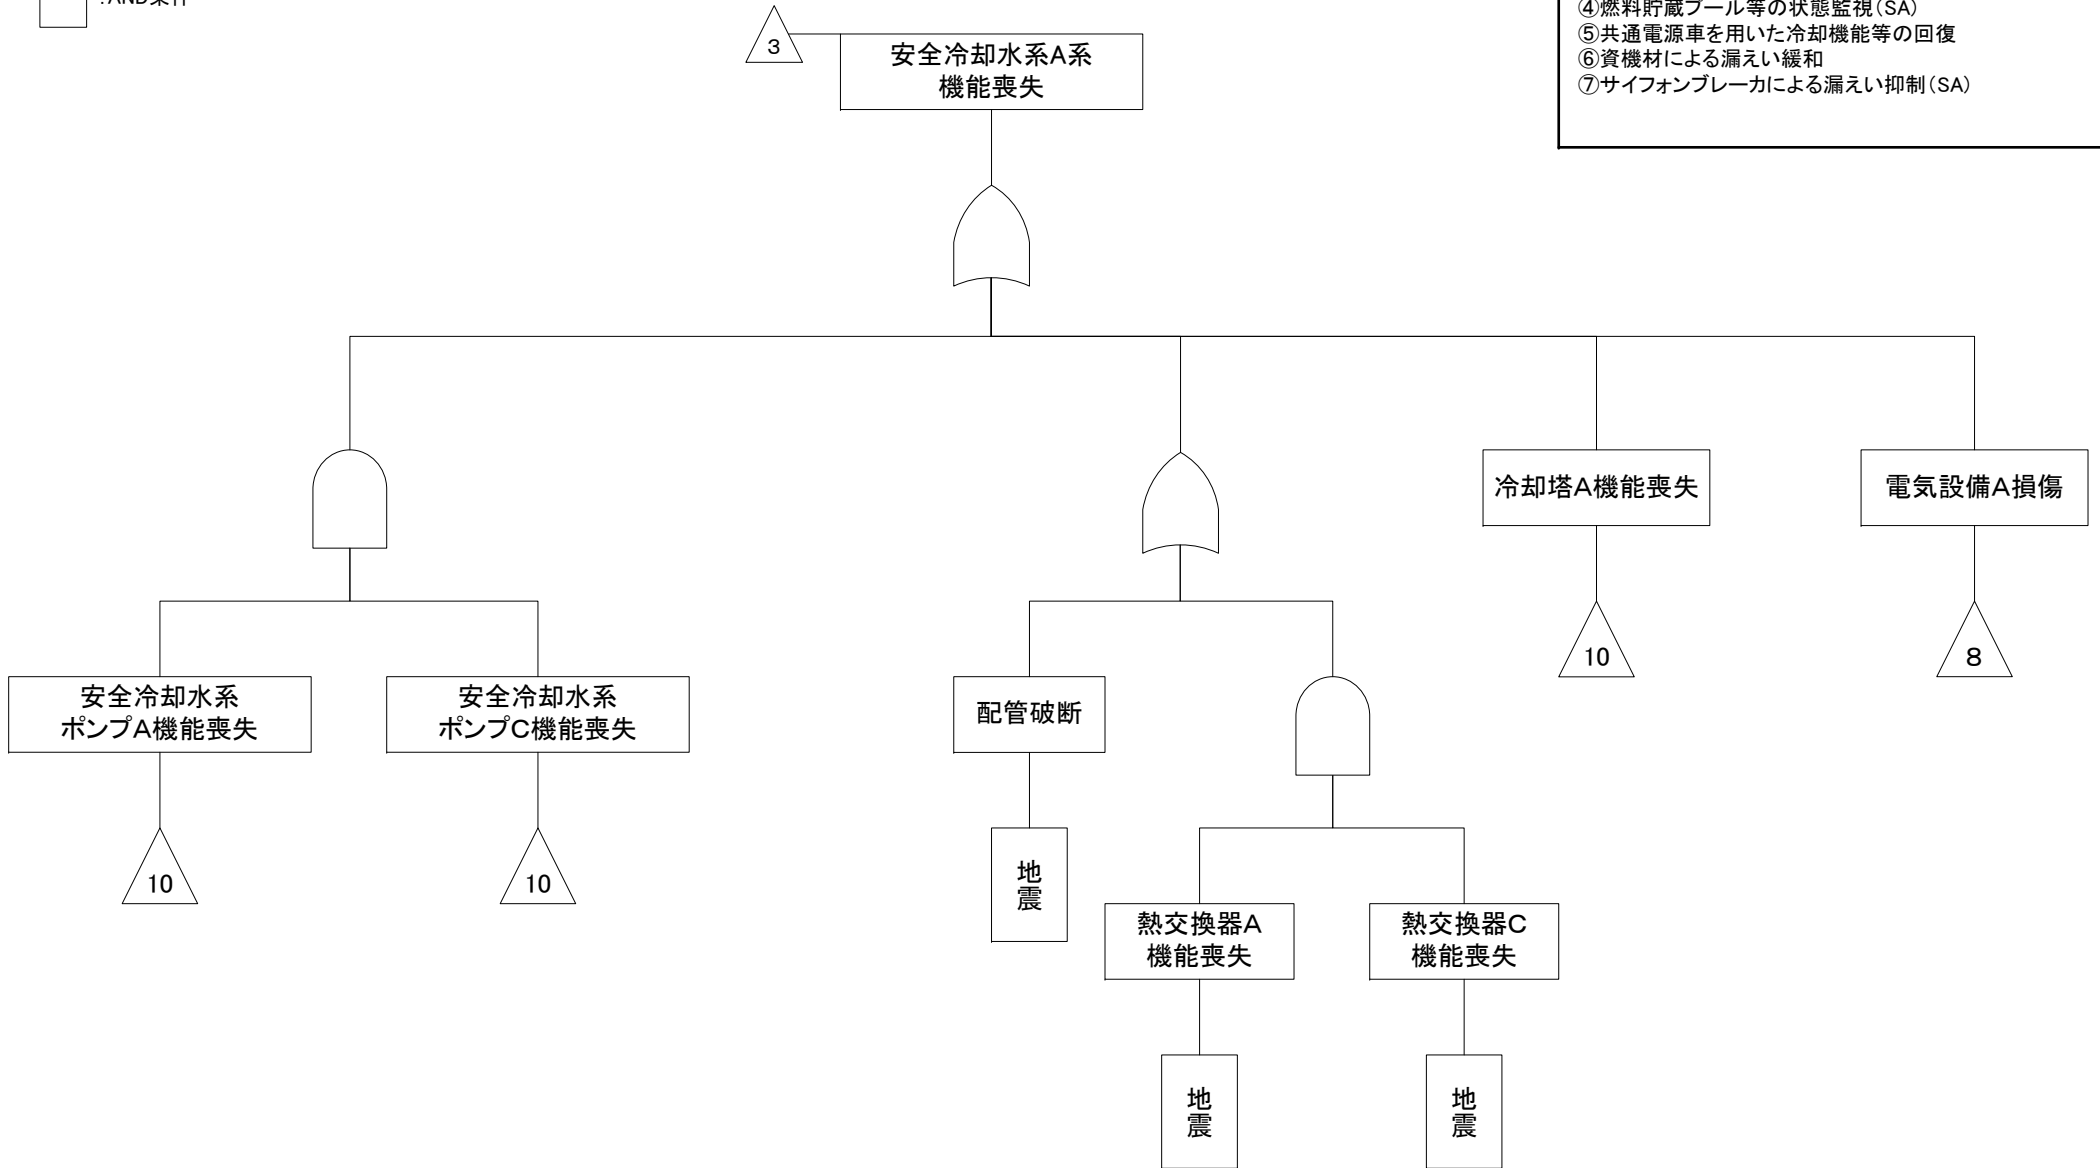 :AND条件
④燃料貯蔵プール等の状態監視(SA)
⑤共通電源車を用いた冷却機能等の回復
⑥資機材による漏えい緩和
⑦サイフォンブレーカによる漏えい抑制(SA)
3
安全冷却水系A系
機能喪失
冷却塔A機能喪失
電気設備A損傷
10
8
安全冷却水系
ポンプA機能喪失
安全冷却水系
ポンプC機能喪失
配管破断
10
10
地震
熱交換器A
機能喪失
熱交換器C
機能喪失
地震
地震